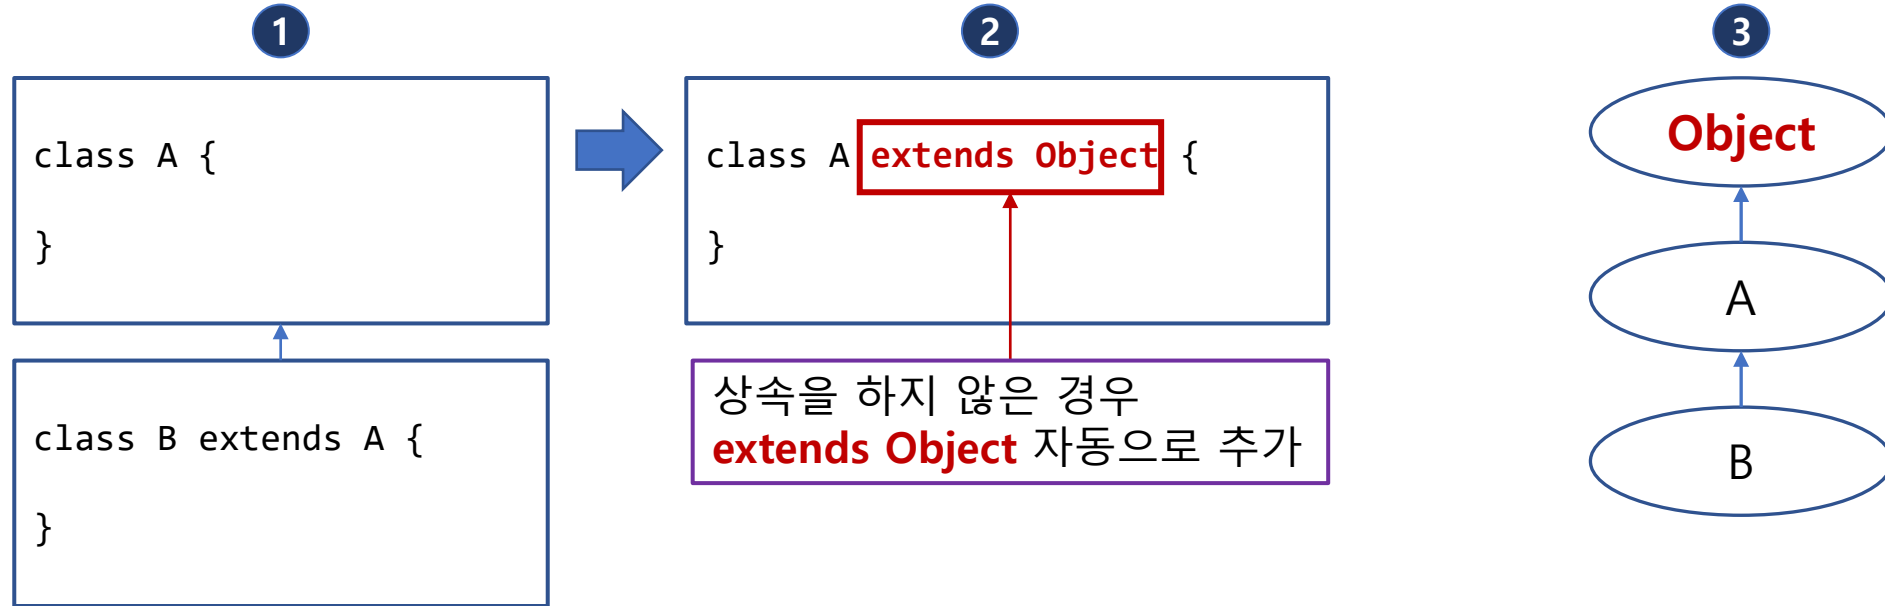 1
class A {
}
class B extends A {
}
2
class A extends Object {
}
상속을 하지 않은 경우
extends Object 자동으로 추가
3
Object
A
B